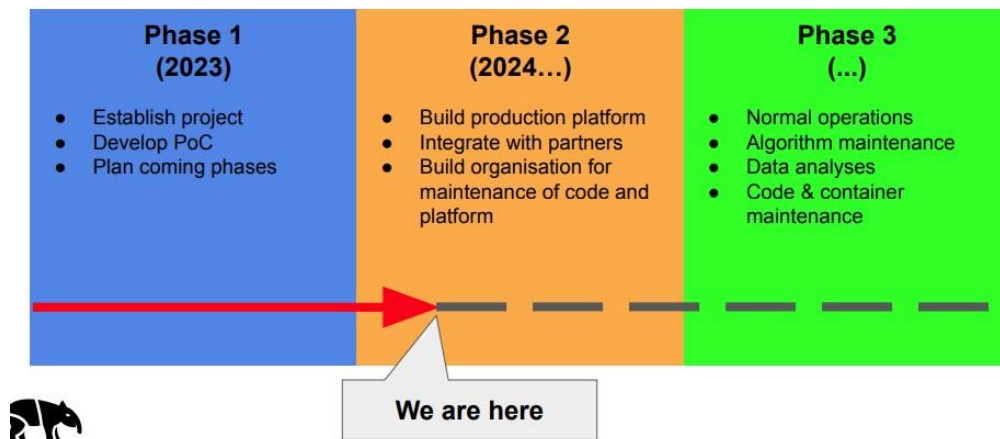 Phase 1
(2023)
● Establish project
● Develop PoC
● Plan coming phases
Phase 2
(2024...)
● Build production platform
● Integrate with partners
● Build organisation for
maintenance of code and
platform
Phase 3
(...)
● Normal operations
● Algorithm maintenance
● Data analyses
● Code & container
maintenance
We are here